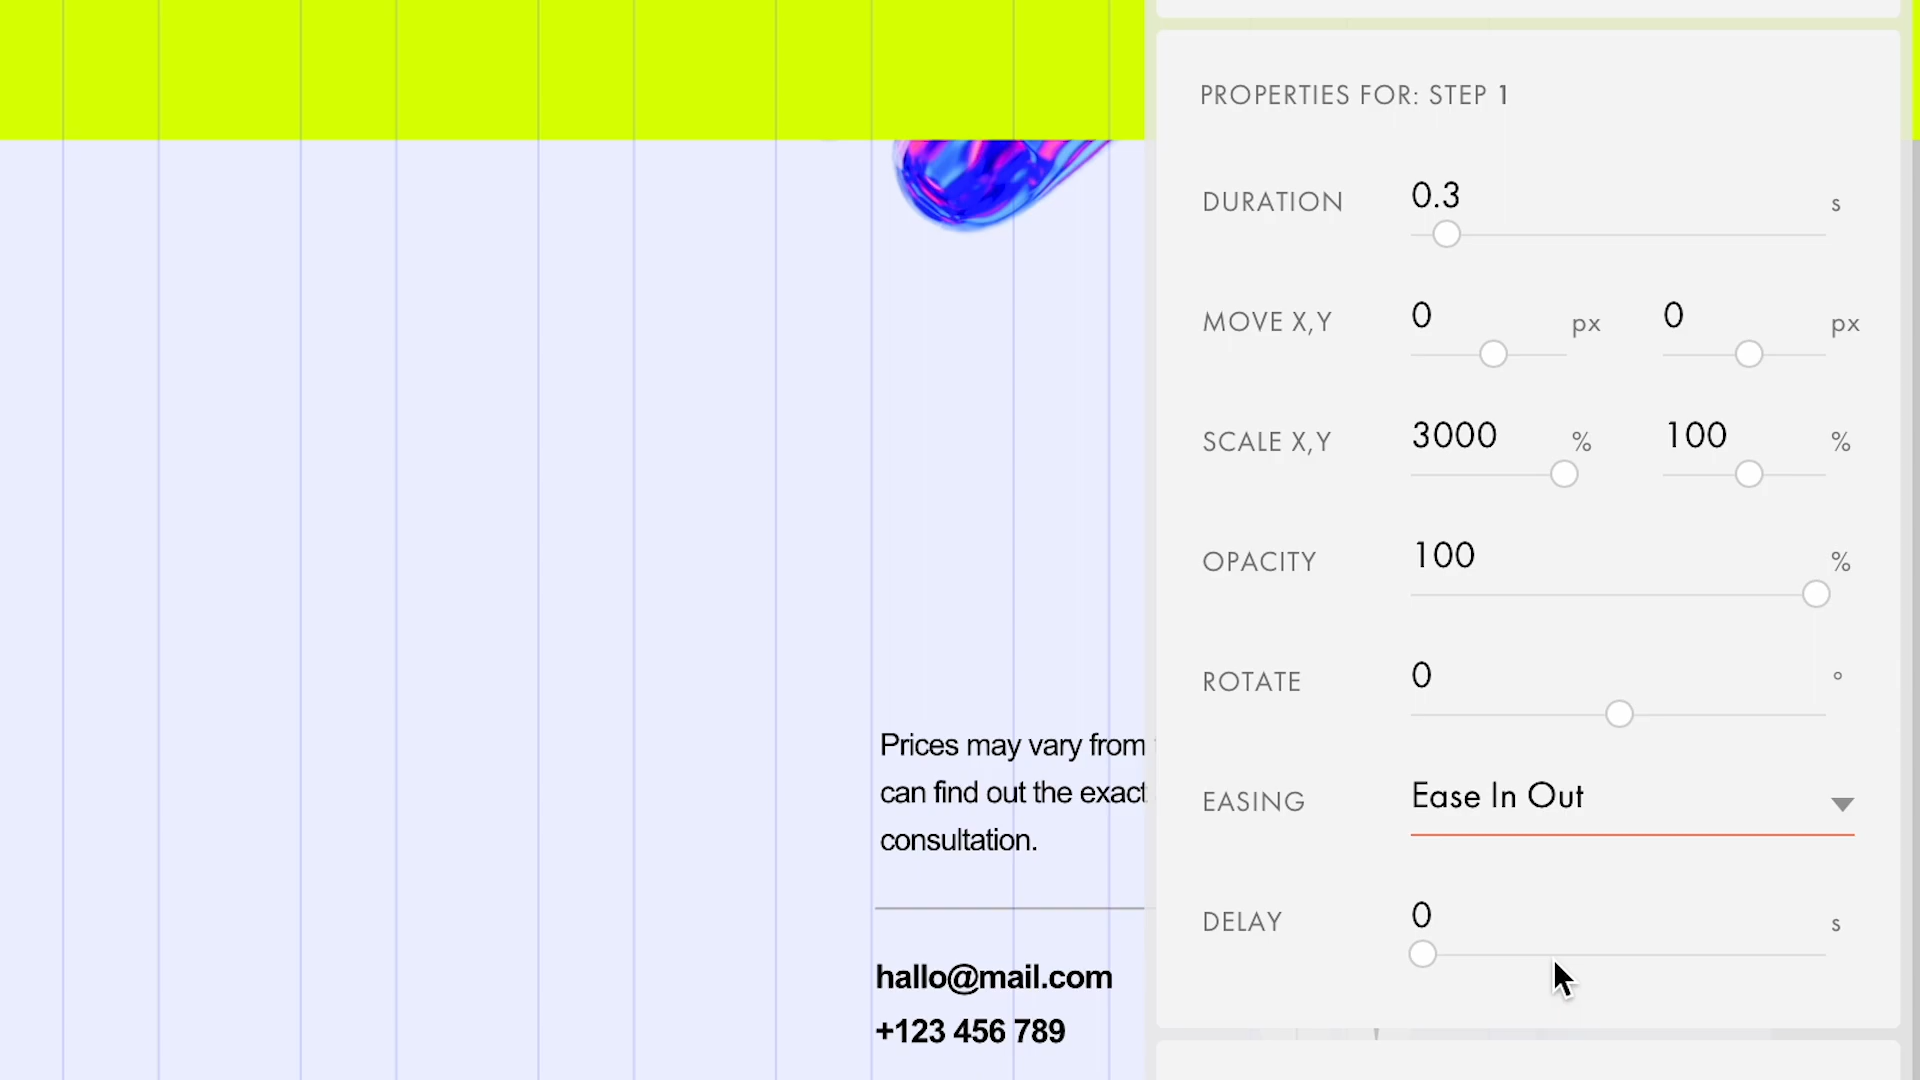 PROPERTIES FOR: STEP 1
DURATION 0.3 s
MOVE X,Y 0 px 0 px
SCALE X,Y 3000 % 100 %
OPACITY 100 %
ROTATE 0 °
EASING Ease In Out
DELAY 0 s
Prices may vary from
can find out the exact
consultation.
hallo@mail.com
+123 456 789